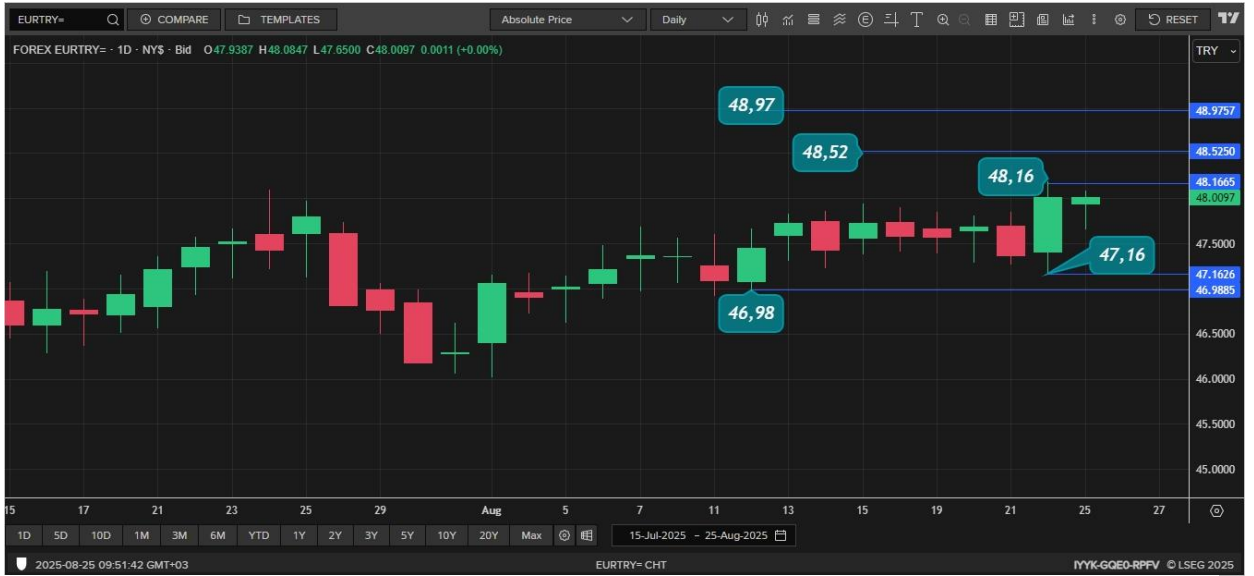 EURTRY= COMPARE TEMPLATES Absolute Price Daily RESET
FOREX EURTRY= · 1D · NY$ · Bid O47.9387 H48.0847 L47.6500 C48.0097 0.0011 (+0.00%)
TRY
48,97
48.9757
48,52
48.5250
48,16
48.1665
48.0097
47.5000
47,16
47.1626
46.9885
46,98
46.5000
46.0000
45.5000
45.0000
15 17 21 23 25 29 Aug 5 7 11 13 15 19 21 25 27
1D 5D 10D 1M 3M 6M YTD 1Y 2Y 3Y 5Y 10Y 20Y Max 15-Jul-2025 - 25-Aug-2025
2025-08-25 09:51:42 GMT+03 EURTRY= CHT IYYK-GQE0-RPFV © LSEG 2025